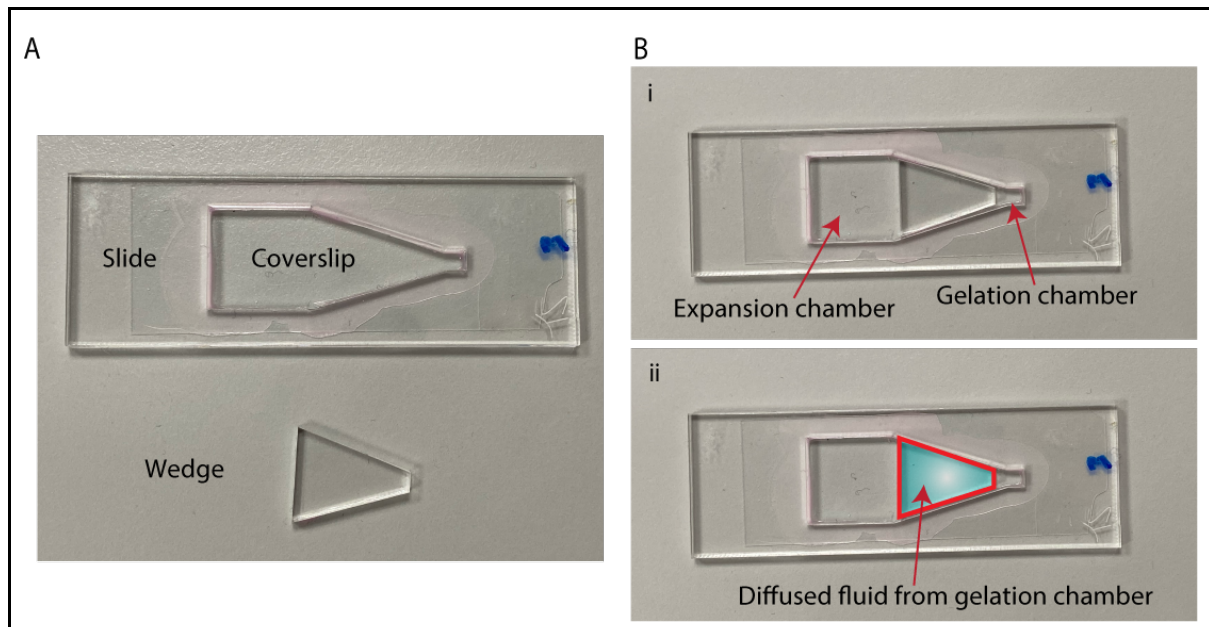 A
Slide
Coverslip
Wedge
B
i
Expansion chamber
Gelation chamber
ii
Diffused fluid from gelation chamber